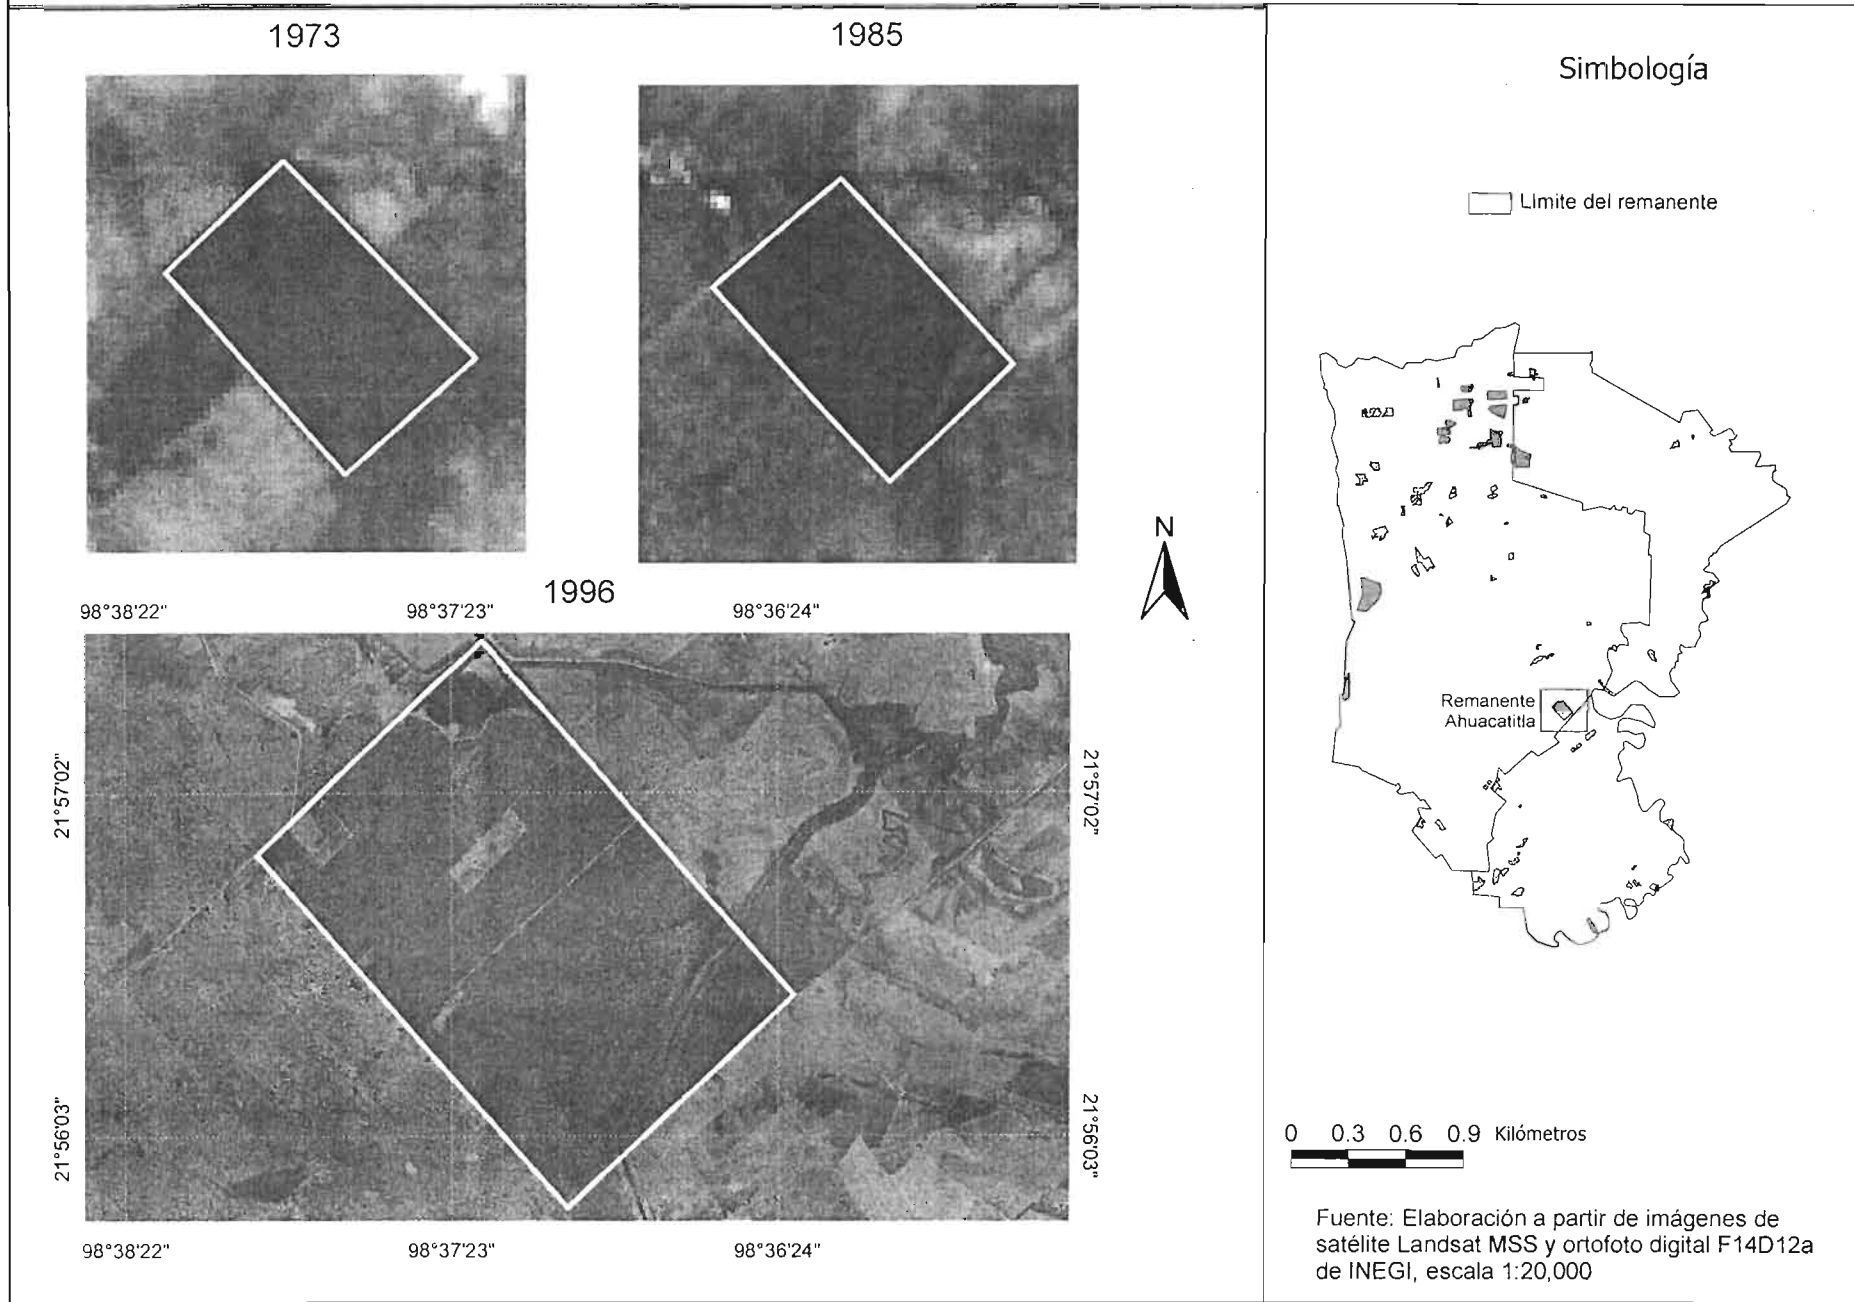 1973
1985
1996
98°38'22"
98°37'23"
98°36'24"
21°57'02"
21°57'02"
21°56'03"
21°56'03"
98°38'22"
98°37'23"
98°36'24"
N
Simbología
Límite del remanente
Remanente
Ahuacatitla
0 0.3 0.6 0.9 Kilómetros
Fuente: Elaboración a partir de imágenes de
satélite Landsat MSS y ortofoto digital F14D12a
de INEGI, escala 1:20,000